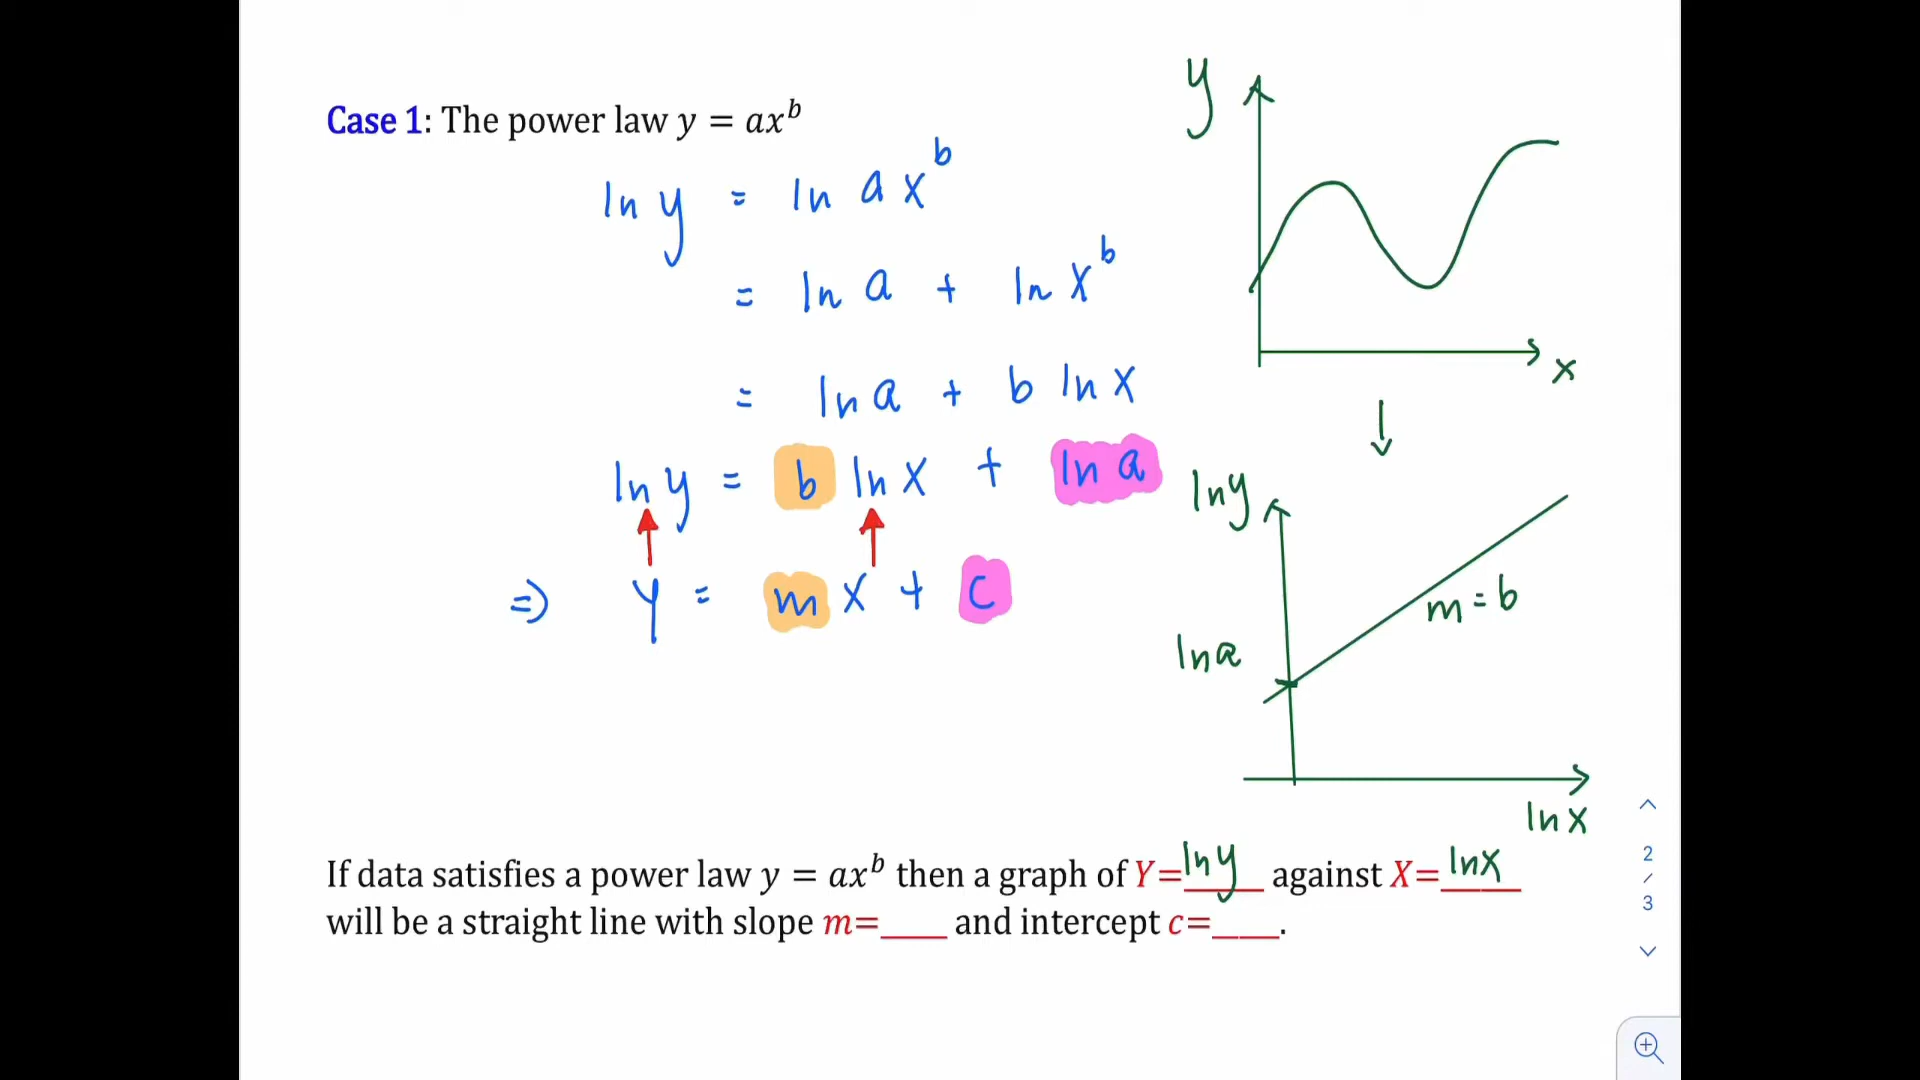 Case 1: The power law y = ax^b
ln y = ln a x^b
= ln a + ln x^b
= ln a + b ln x
ln y = b ln x + ln a
=> Y = m X + c
y
x
ln y
ln a
m = b
ln x
If data satisfies a power law y = ax^b then a graph of Y= ln y against X= ln x
will be a straight line with slope m=____ and intercept c=____.
2
/
3